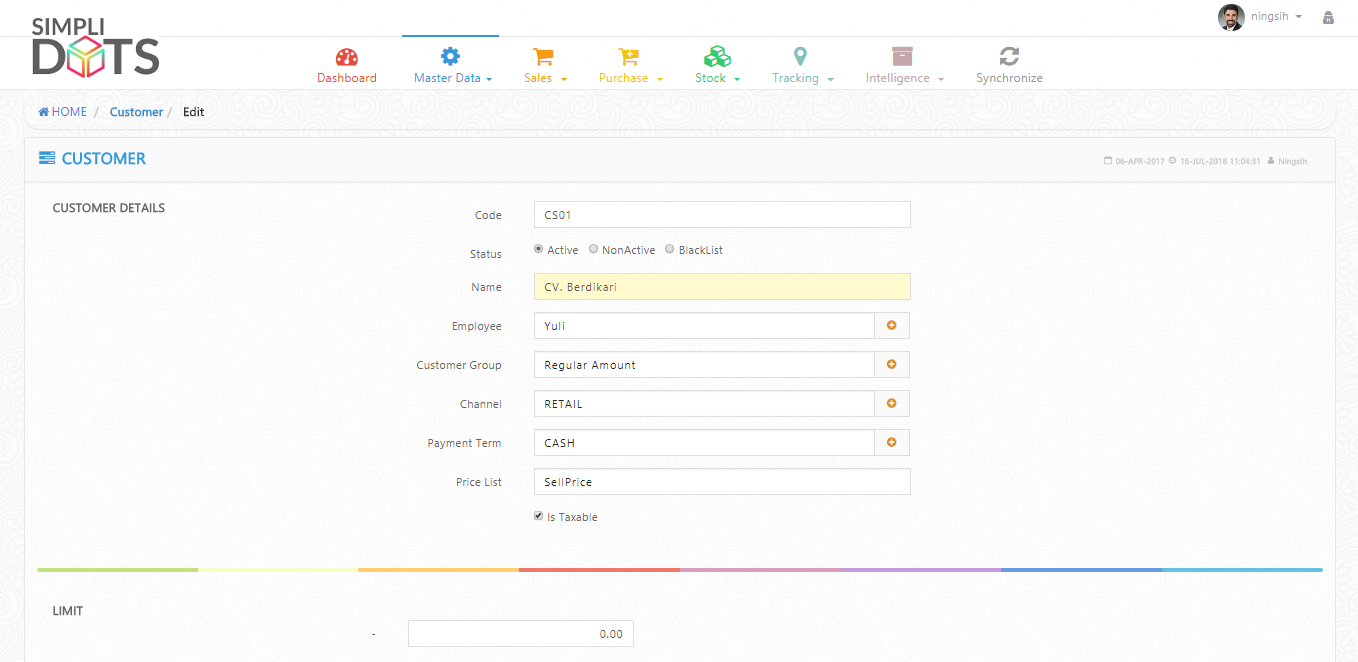 ningsih
SIMPLI
DOTS
Dashboard
Master Data
Sales
Purchase
Stock
Tracking
Intelligence
Synchronize
HOME / Customer / Edit
CUSTOMER
06-APR-2017 16-JUL-2018 11:04:31 Ningsih
CUSTOMER DETAILS
Code CS01
Status Active NonActive BlackList
Name CV. Berdikari
Employee Yuli
Customer Group Regular Amount
Channel RETAIL
Payment Term CASH
Price List SellPrice
Is Taxable
LIMIT
- 0.00